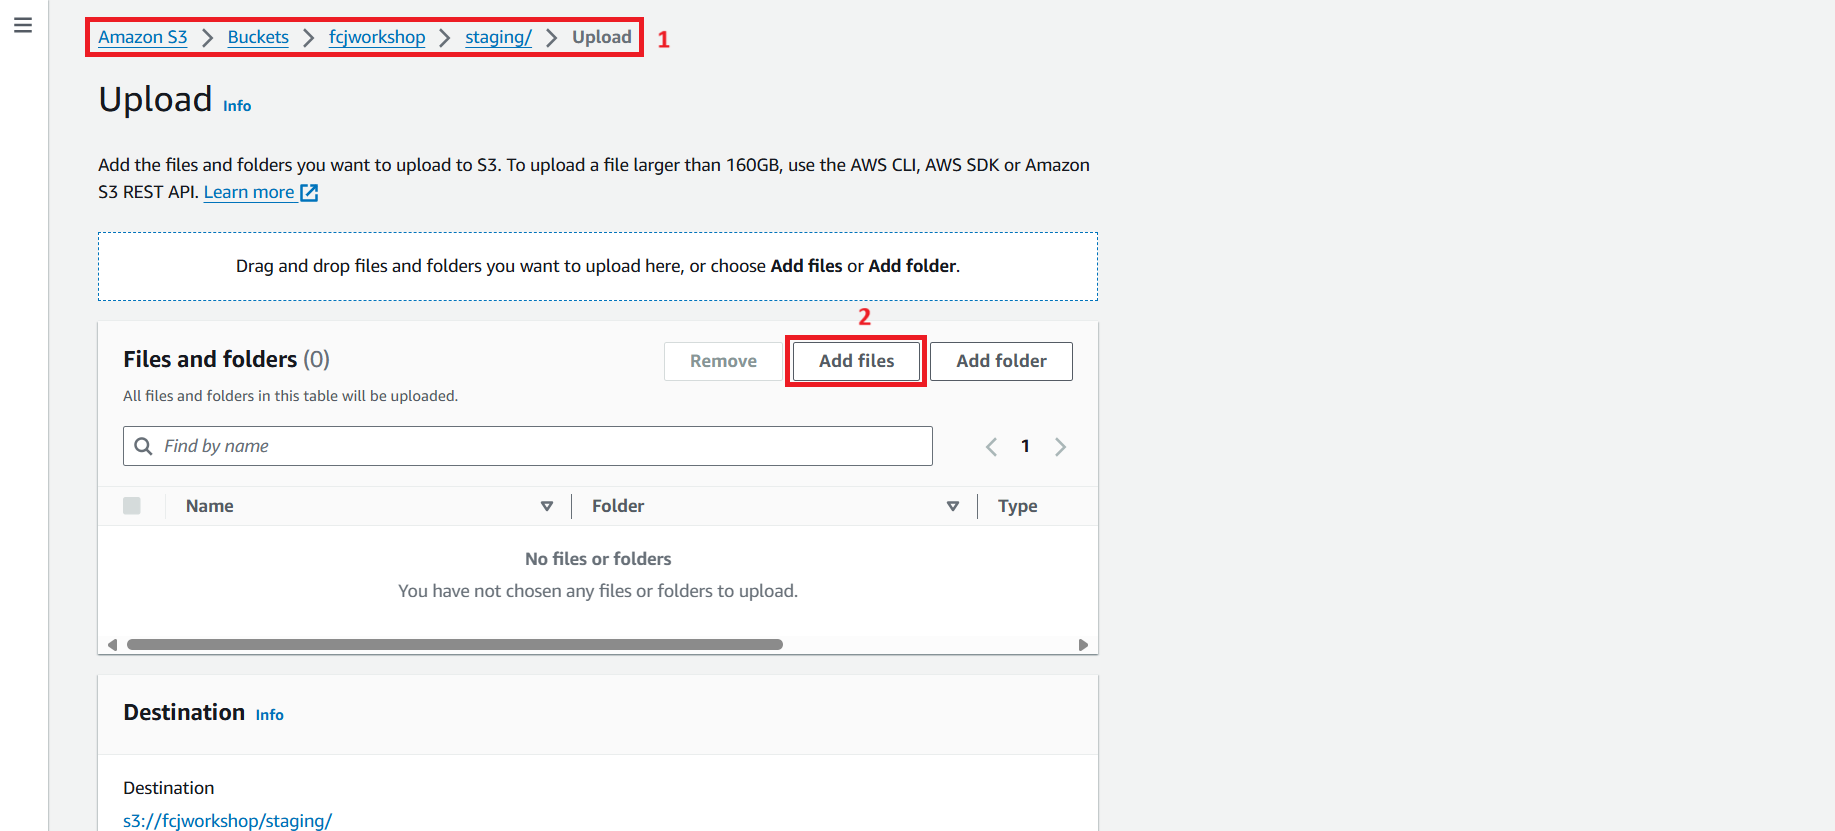 Amazon S3 > Buckets > fcjworkshop > staging/ > Upload 1
Upload Info
Add the files and folders you want to upload to S3. To upload a file larger than 160GB, use the AWS CLI, AWS SDK or Amazon
S3 REST API. Learn more
Drag and drop files and folders you want to upload here, or choose Add files or Add folder.
2
Files and folders (0)
Remove Add files Add folder
All files and folders in this table will be uploaded.
Find by name
1
Name Folder Type
No files or folders
You have not chosen any files or folders to upload.
Destination Info
Destination
s3://fcjworkshop/staging/